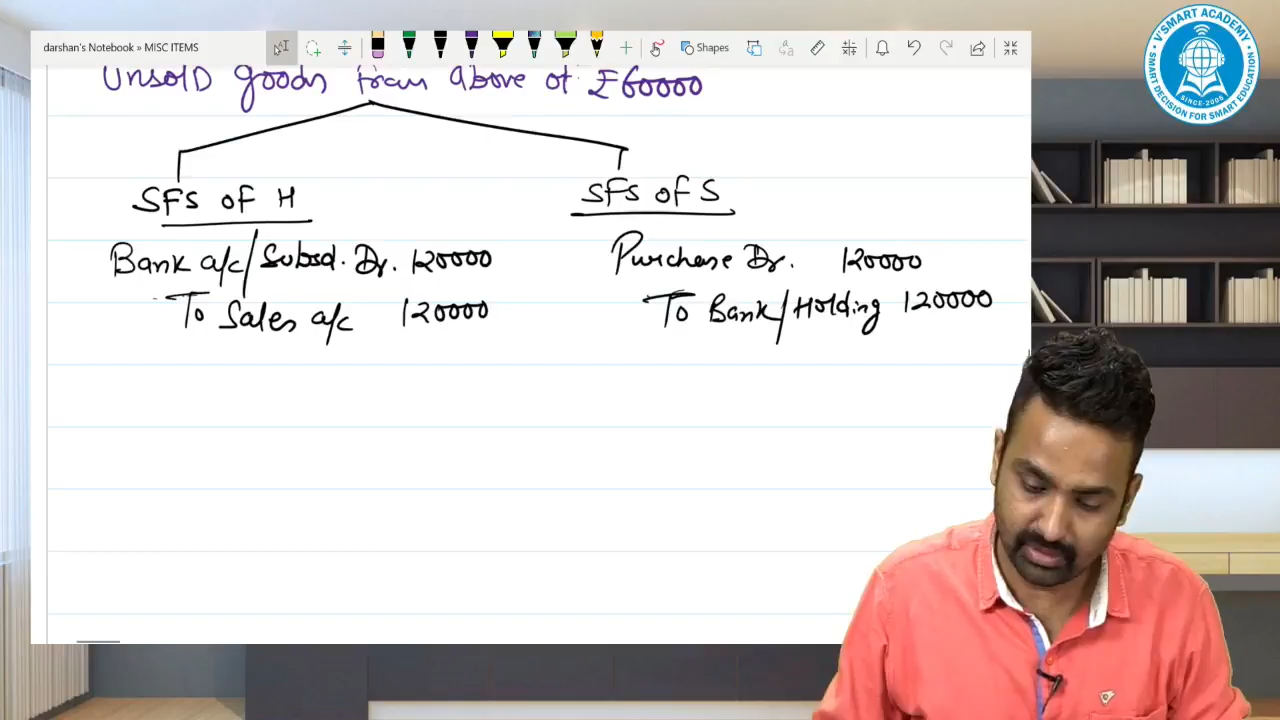 darshan's Notebook » MISC ITEMS
Shapes
Unsold goods from above of ₹60000
SFS of H
SFS of S
Bank a/c/Subsd. Dr. 120000
To Sales a/c 120000
Purchase Dr. 120000
To Bank/Holding 120000
V'SMART ACADEMY
SINCE-2005
SMART DECISION FOR SMART EDUCATION